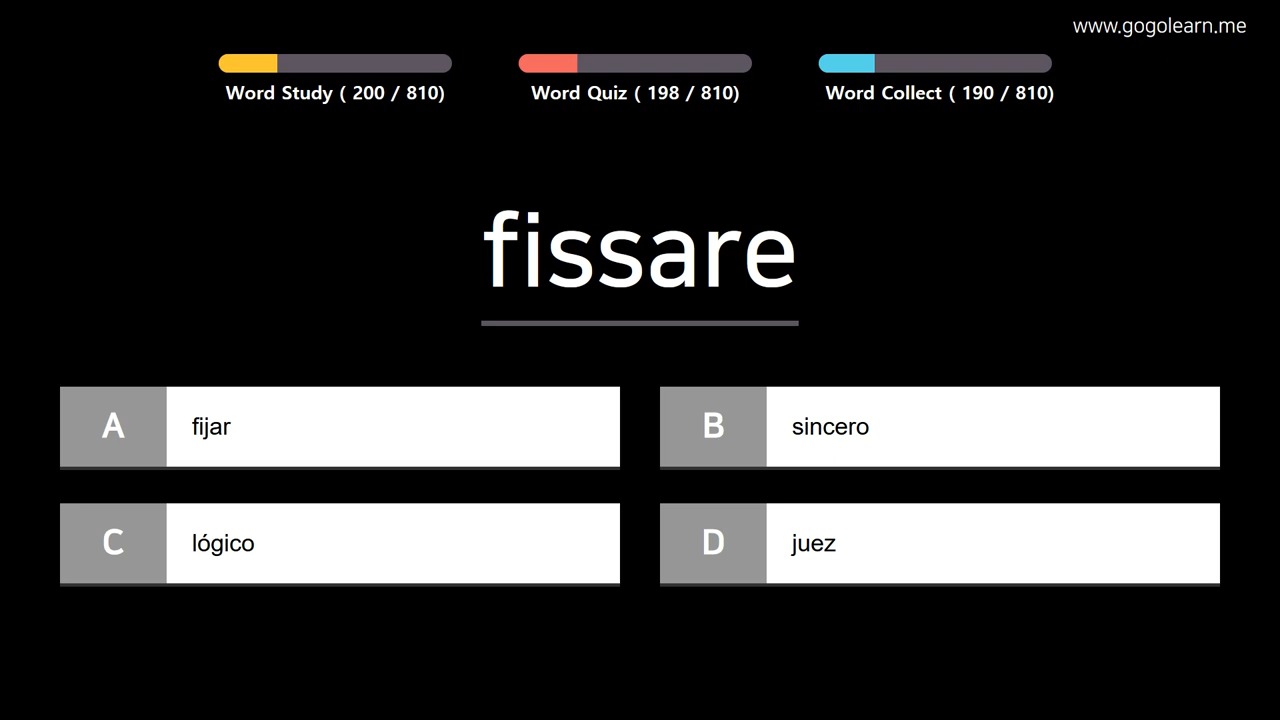 www.gogolearn.me
Word Study ( 200 / 810)
Word Quiz ( 198 / 810)
Word Collect ( 190 / 810)
fissare
A
fijar
B
sincero
C
lógico
D
juez